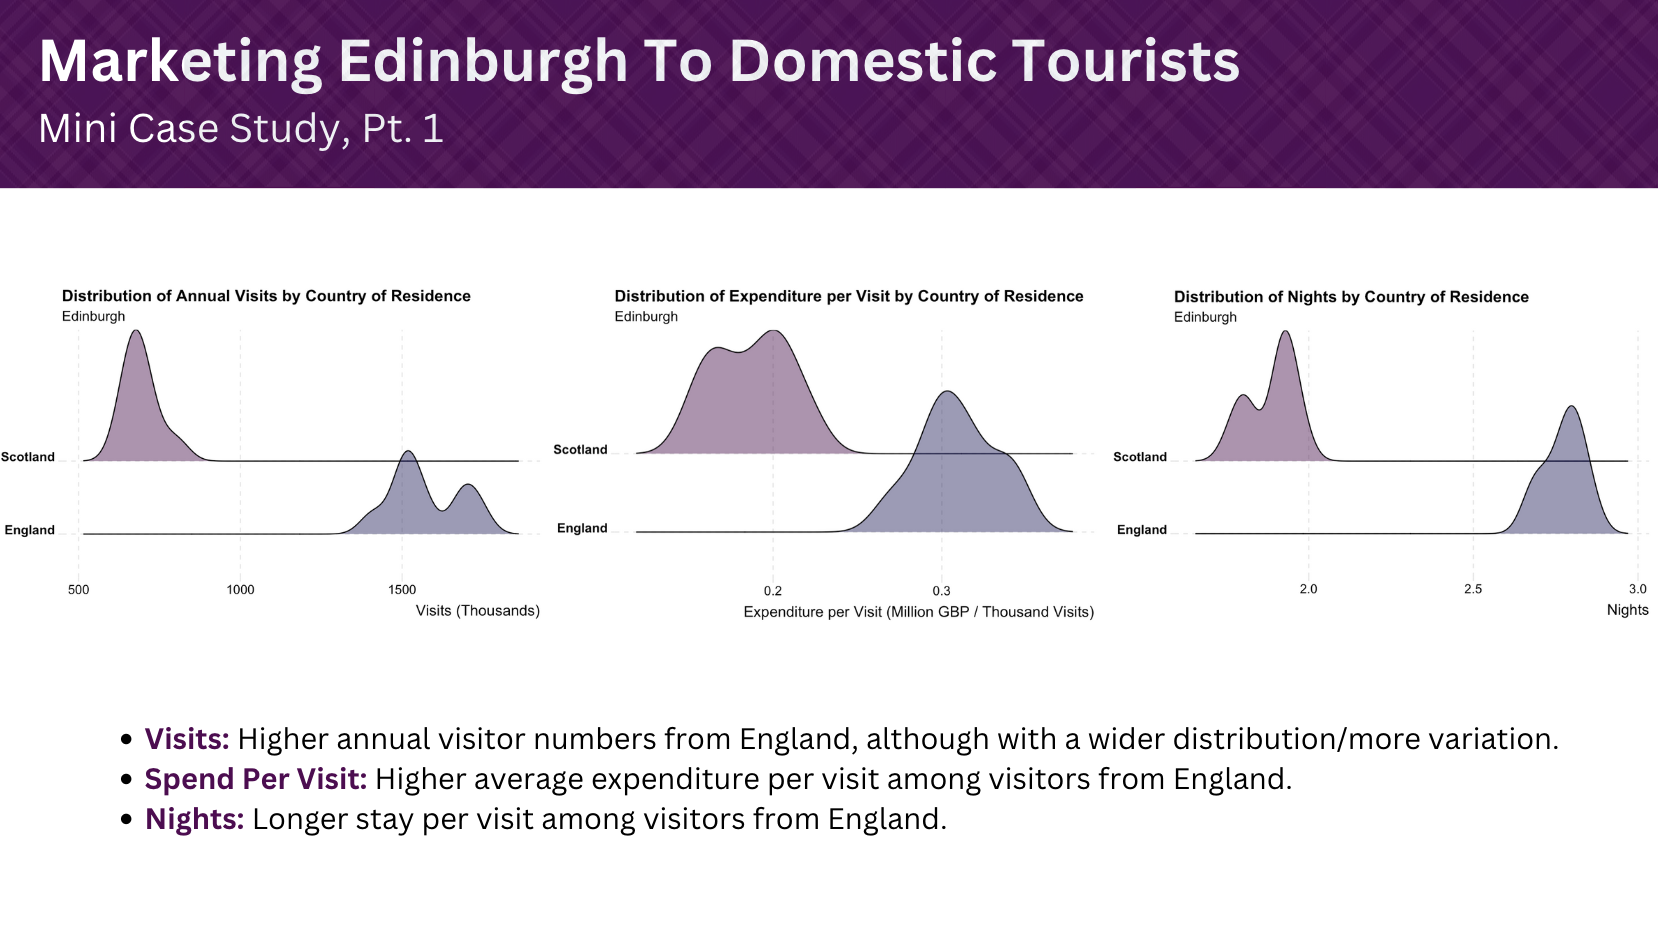 Marketing Edinburgh To Domestic Tourists
Mini Case Study, Pt. 1
Distribution of Annual Visits by Country of Residence
Edinburgh
Scotland
England
500 1000 1500
Visits (Thousands)
Distribution of Expenditure per Visit by Country of Residence
Edinburgh
Scotland
England
0.2 0.3
Expenditure per Visit (Million GBP / Thousand Visits)
Distribution of Nights by Country of Residence
Edinburgh
Scotland
England
2.0 2.5 3.0
Nights
• Visits: Higher annual visitor numbers from England, although with a wider distribution/more variation.
• Spend Per Visit: Higher average expenditure per visit among visitors from England.
• Nights: Longer stay per visit among visitors from England.